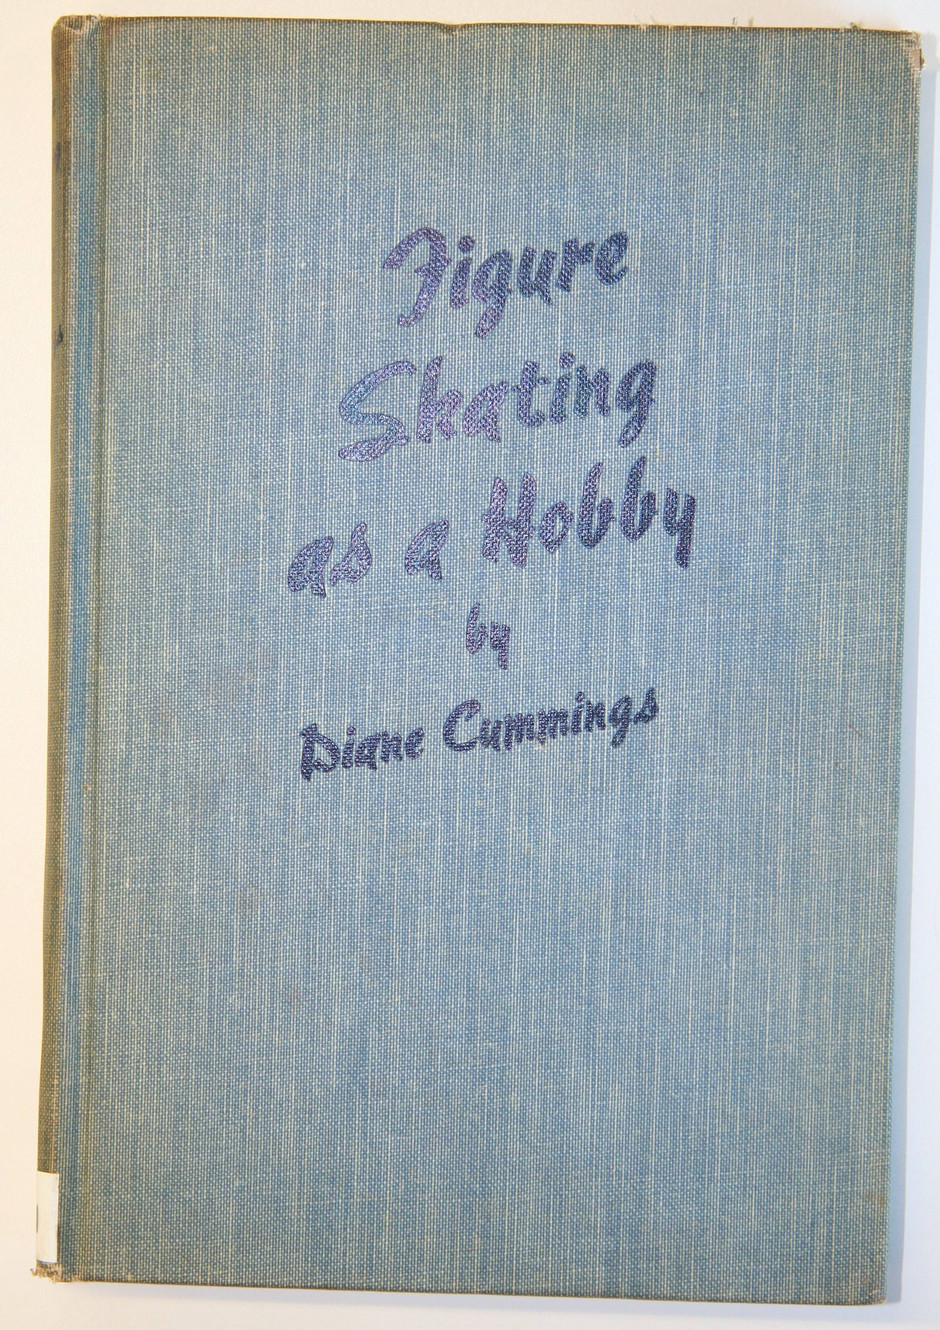 Figure
Skating
as a Hobby
by
Diane Cummings